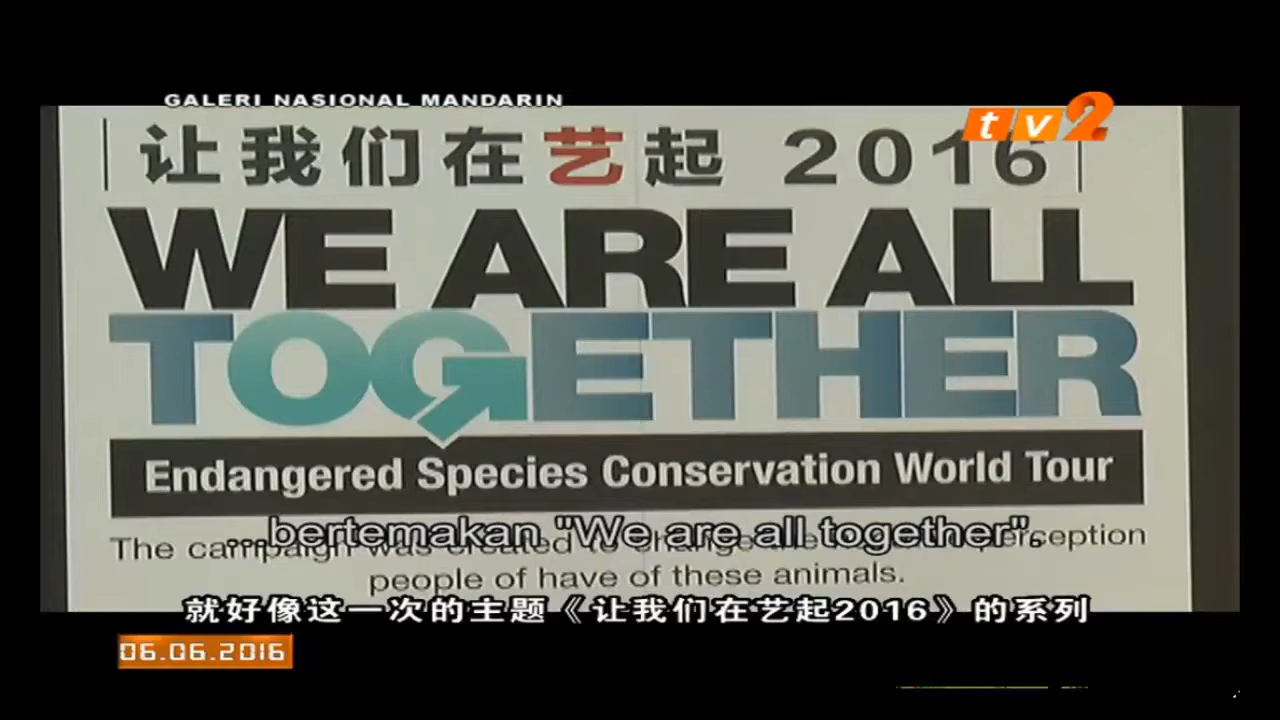 GALERI NASIONAL MANDARIN
tv2
让我们在艺起 2016
WE ARE ALL
TOGETHER
Endangered Species Conservation World Tour
...bertemakan "We are all together".
The campaign was created to change the perception
people of have of these animals.
就好像这一次的主题《让我们在艺起2016》的系列
06.06.2016